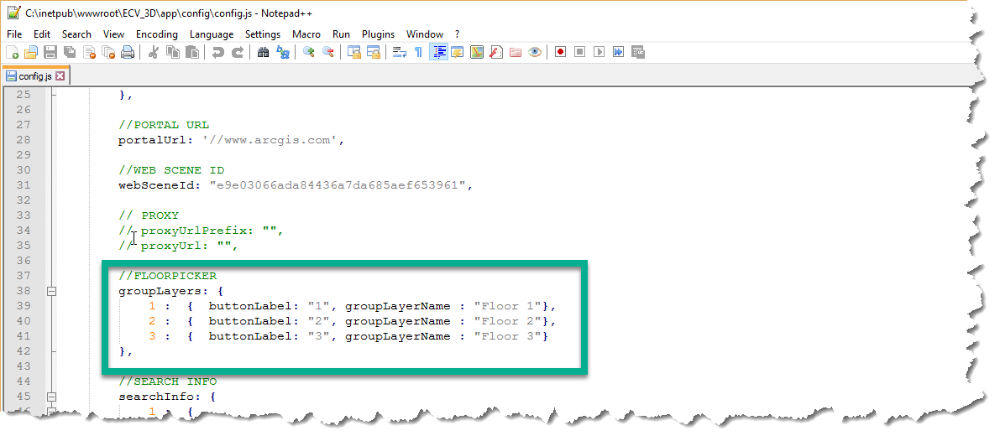 C:\inetpub\wwwroot\ECV_3D\app\config\config.js - Notepad++
File Edit Search View Encoding Language Settings Macro Run Plugins Window ?
config.js
25 },
26
27 //PORTAL URL
28 portalUrl: '//www.arcgis.com',
29
30 //WEB SCENE ID
31 webSceneId: "e9e03066ada84436a7da685aef653961",
32
33 // PROXY
34 // proxyUrlPrefix: "",
35 // proxyUrl: "",
36
37 //FLOORPICKER
38 groupLayers: {
39 1 : { buttonLabel: "1", groupLayerName : "Floor 1"},
40 2 : { buttonLabel: "2", groupLayerName : "Floor 2"},
41 3 : { buttonLabel: "3", groupLayerName : "Floor 3"}
42 },
43
44 //SEARCH INFO
45 searchInfo: {